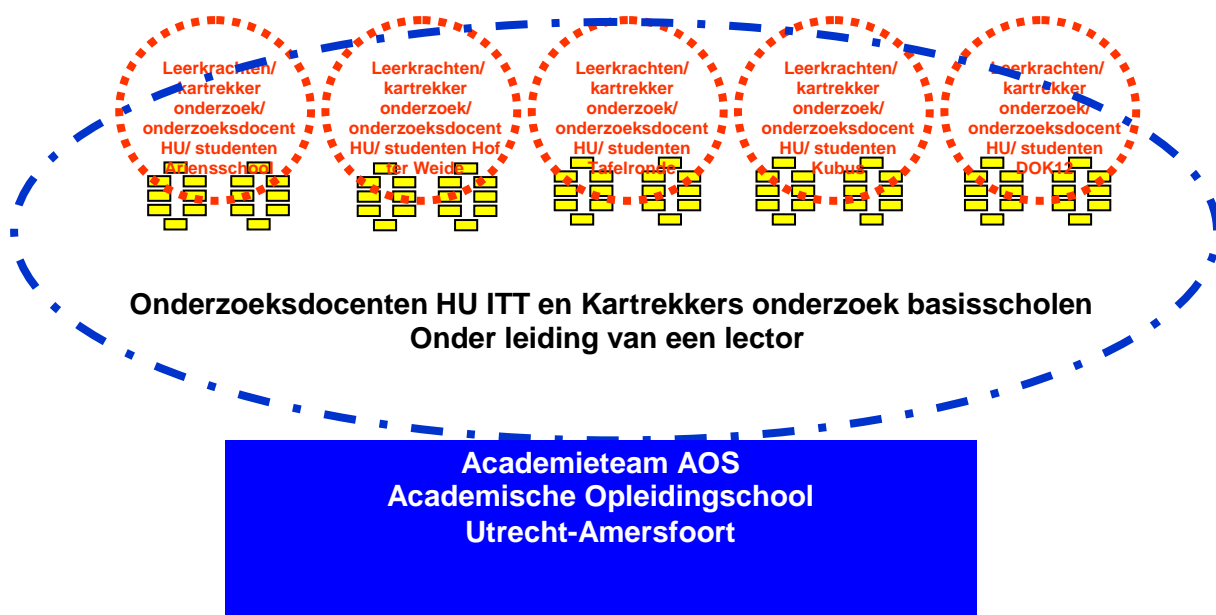 Leerkrachten/
kartrekker
onderzoek/
onderzoeksdocent
HU/ studenten
Ariensschool
Leerkrachten/
kartrekker
onderzoek/
onderzoeksdocent
HU/ studenten Hof
ter Weide
Leerkrachten/
kartrekker
onderzoek/
onderzoeksdocent
HU/ studenten
Tafelronde
Leerkrachten/
kartrekker
onderzoek/
onderzoeksdocent
HU/ studenten
Kubus
Leerkrachten/
kartrekker
onderzoek/
onderzoeksdocent
HU/ studenten
DOK12
Onderzoeksdocenten HU ITT en Kartrekkers onderzoek basisscholen
Onder leiding van een lector
Academieteam AOS
Academische Opleidingschool
Utrecht-Amersfoort